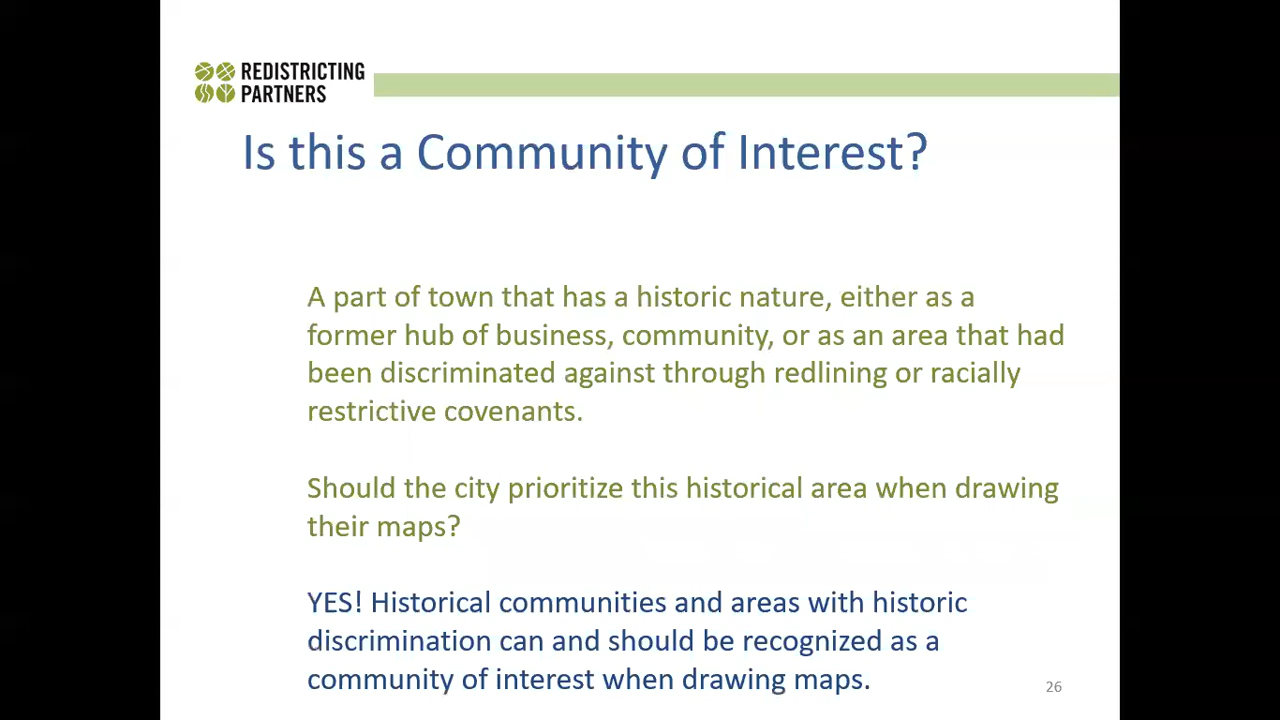 REDISTRICTING
PARTNERS
Is this a Community of Interest?
A part of town that has a historic nature, either as a
former hub of business, community, or as an area that had
been discriminated against through redlining or racially
restrictive covenants.
Should the city prioritize this historical area when drawing
their maps?
YES! Historical communities and areas with historic
discrimination can and should be recognized as a
community of interest when drawing maps.
26